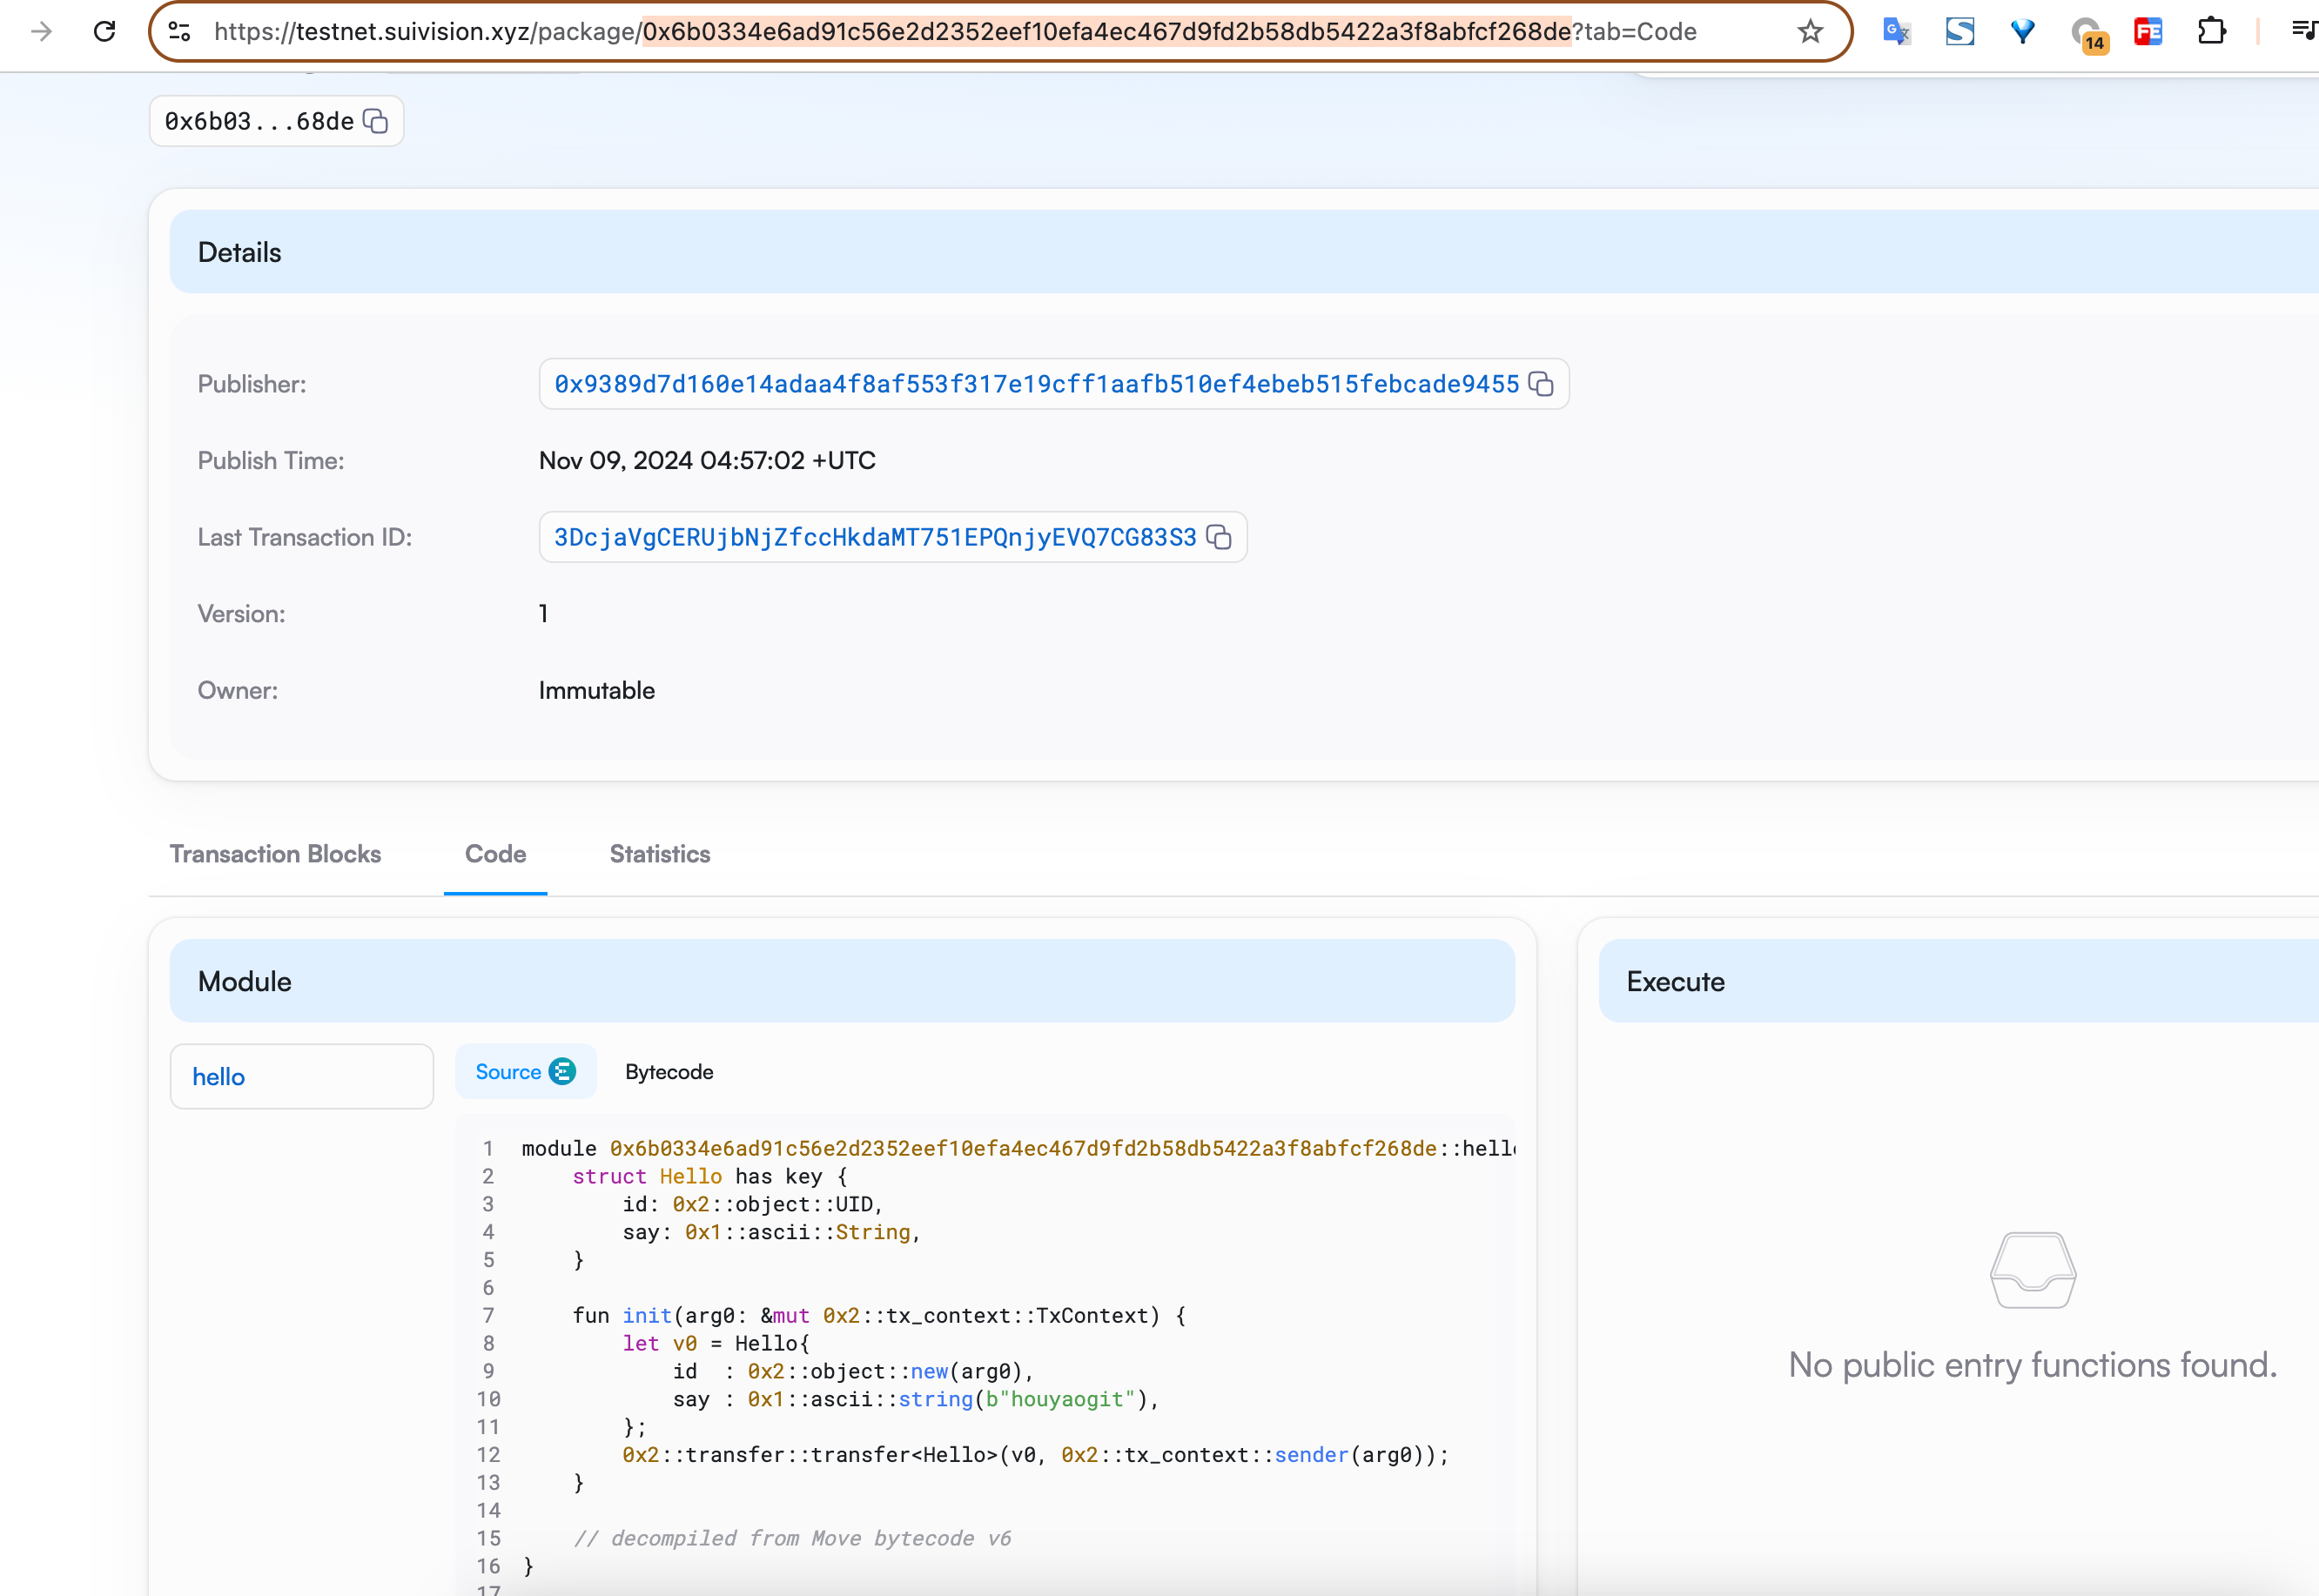 https://testnet.suivision.xyz/package/0x6b0334e6ad91c56e2d2352eef10efa4ec467d9fd2b58db5422a3f8abfcf268de?tab=Code
14
FE
0x6b03...68de
Details
Publisher:
0x9389d7d160e14adaa4f8af553f317e19cff1aafb510ef4ebeb515febcade9455
Publish Time:
Nov 09, 2024 04:57:02 +UTC
Last Transaction ID:
3DcjaVgCERUjbNjZfccHkdaMT751EPQnjyEVQ7CG83S3
Version:
1
Owner:
Immutable
Transaction Blocks
Code
Statistics
Module
Execute
hello
Source
Bytecode
1 module 0x6b0334e6ad91c56e2d2352eef10efa4ec467d9fd2b58db5422a3f8abfcf268de::hello
2 struct Hello has key {
3 id: 0x2::object::UID,
4 say: 0x1::ascii::String,
5 }
6
7 fun init(arg0: &mut 0x2::tx_context::TxContext) {
8 let v0 = Hello{
9 id  : 0x2::object::new(arg0),
10 say : 0x1::ascii::string(b"houyaogit"),
11 };
12 0x2::transfer::transfer<Hello>(v0, 0x2::tx_context::sender(arg0));
13 }
14
15 // decompiled from Move bytecode v6
16 }
17
No public entry functions found.